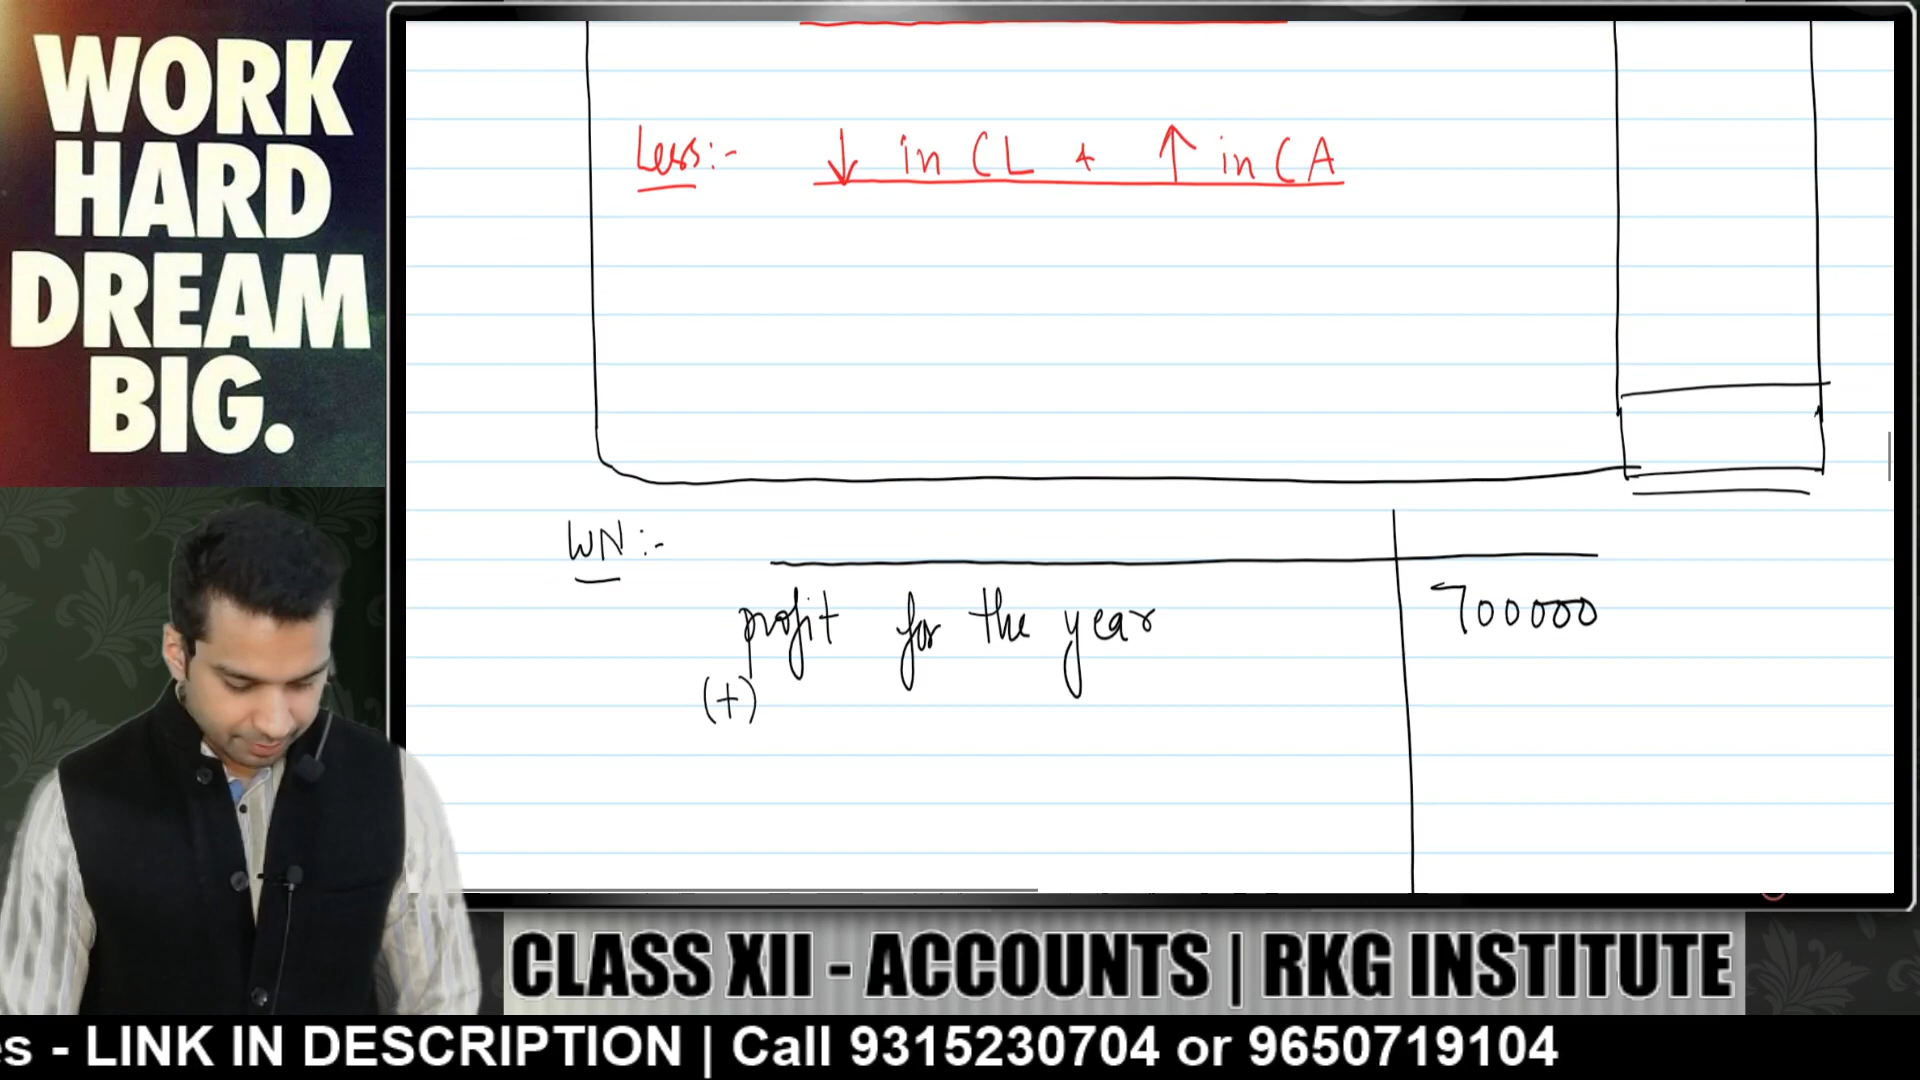 WORK
HARD
DREAM
BIG.
Less:- ↓ in CL + ↑ in CA
WN:-
profit for the year 700000
(+)
CLASS XII - ACCOUNTS | RKG INSTITUTE
es - LINK IN DESCRIPTION | Call 9315230704 or 9650719104